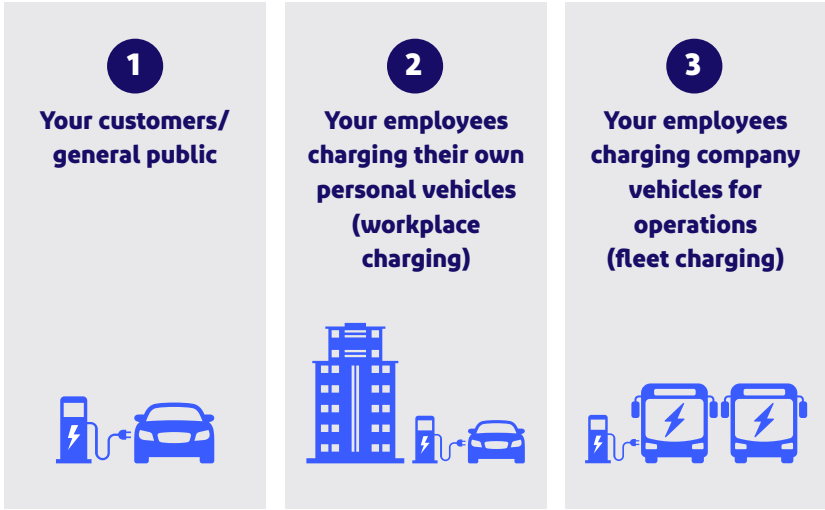 1
Your customers/
general public
2
Your employees
charging their own
personal vehicles
(workplace
charging)
3
Your employees
charging company
vehicles for
operations
(fleet charging)